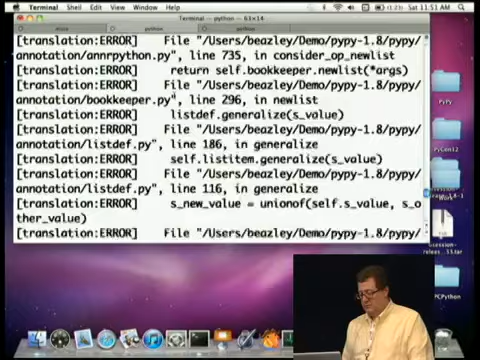 Terminal Shell Edit View Window Help
Sat 11:51 AM
Terminal — python — 63×14
python
[translation:ERROR] File "/Users/beazley/Demo/pypy-1.8/pypy/
annotation/annrpython.py", line 735, in consider_op_newlist
[translation:ERROR] return self.bookkeeper.newlist(*args)
[translation:ERROR] File "/Users/beazley/Demo/pypy-1.8/pypy/
annotation/bookkeeper.py", line 296, in newlist
[translation:ERROR] listdef.generalize(s_value)
[translation:ERROR] File "/Users/beazley/Demo/pypy-1.8/pypy/
annotation/listdef.py", line 186, in generalize
[translation:ERROR] self.listitem.generalize(s_value)
[translation:ERROR] File "/Users/beazley/Demo/pypy-1.8/pypy/
annotation/listdef.py", line 116, in generalize
[translation:ERROR] s_new_value = unionof(self.s_value, s_o
ther_value)
[translation:ERROR] File "/Users/beazley/Demo/pypy-1.8/pypy/
PyPy
PCPython